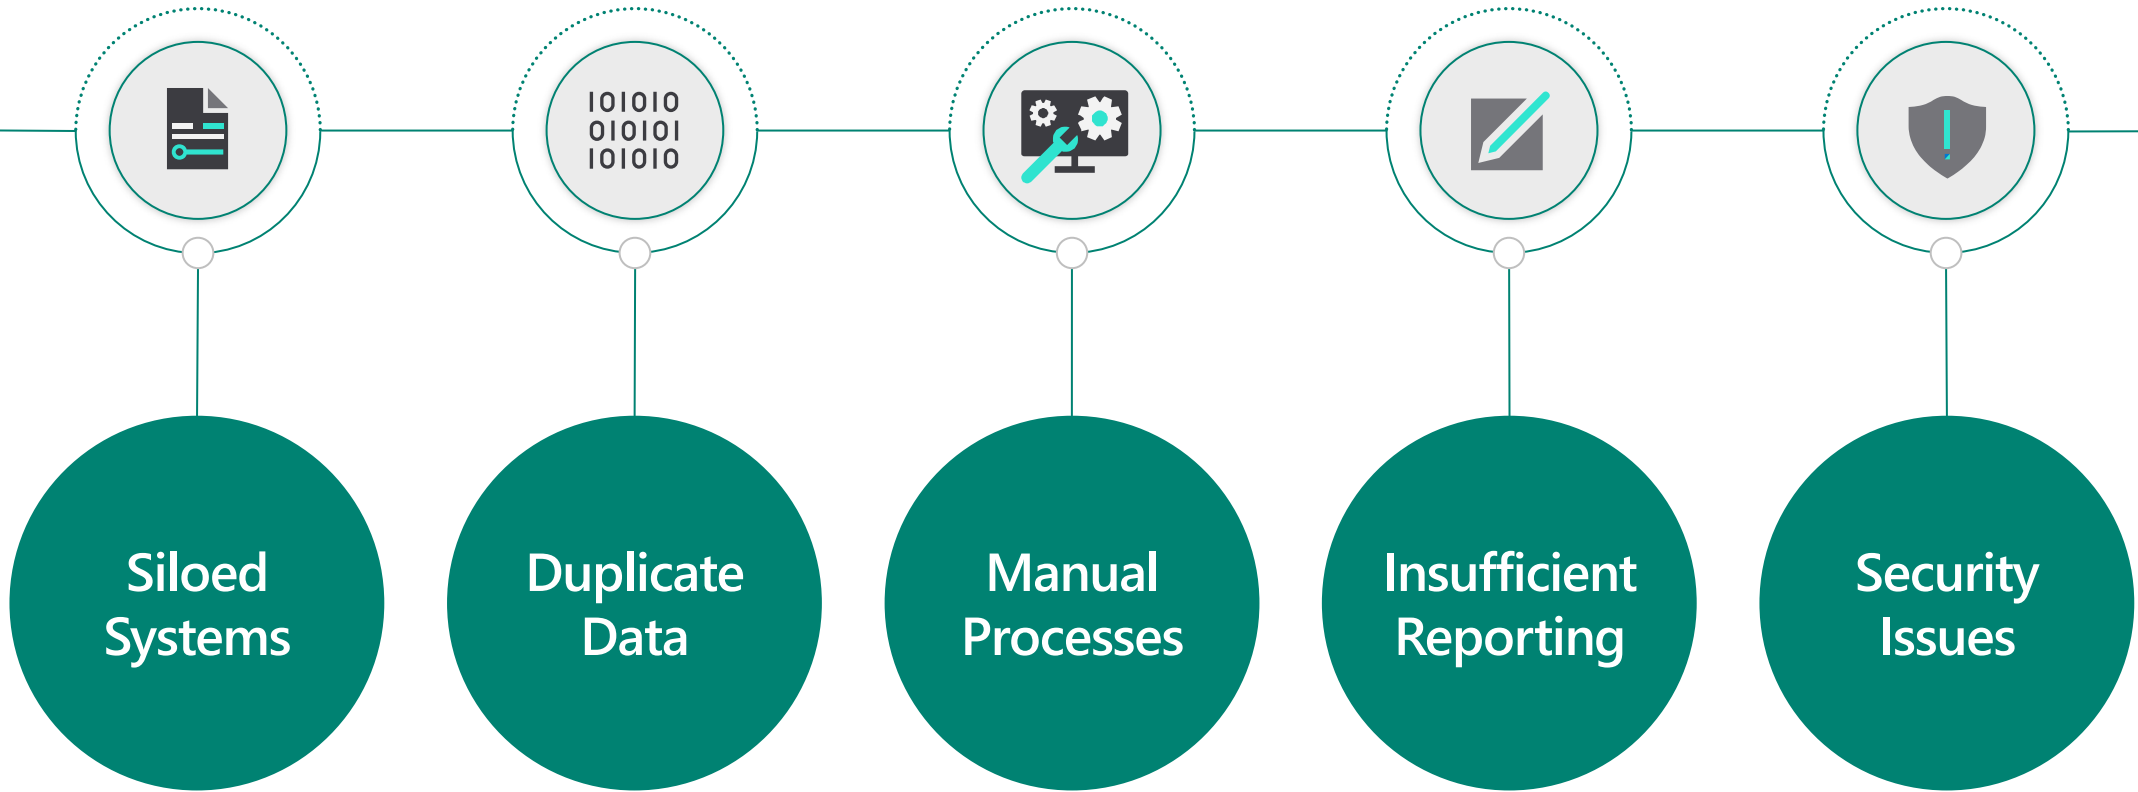 101010
010101
101010
Siloed
Systems
Duplicate
Data
Manual
Processes
Insufficient
Reporting
Security
Issues